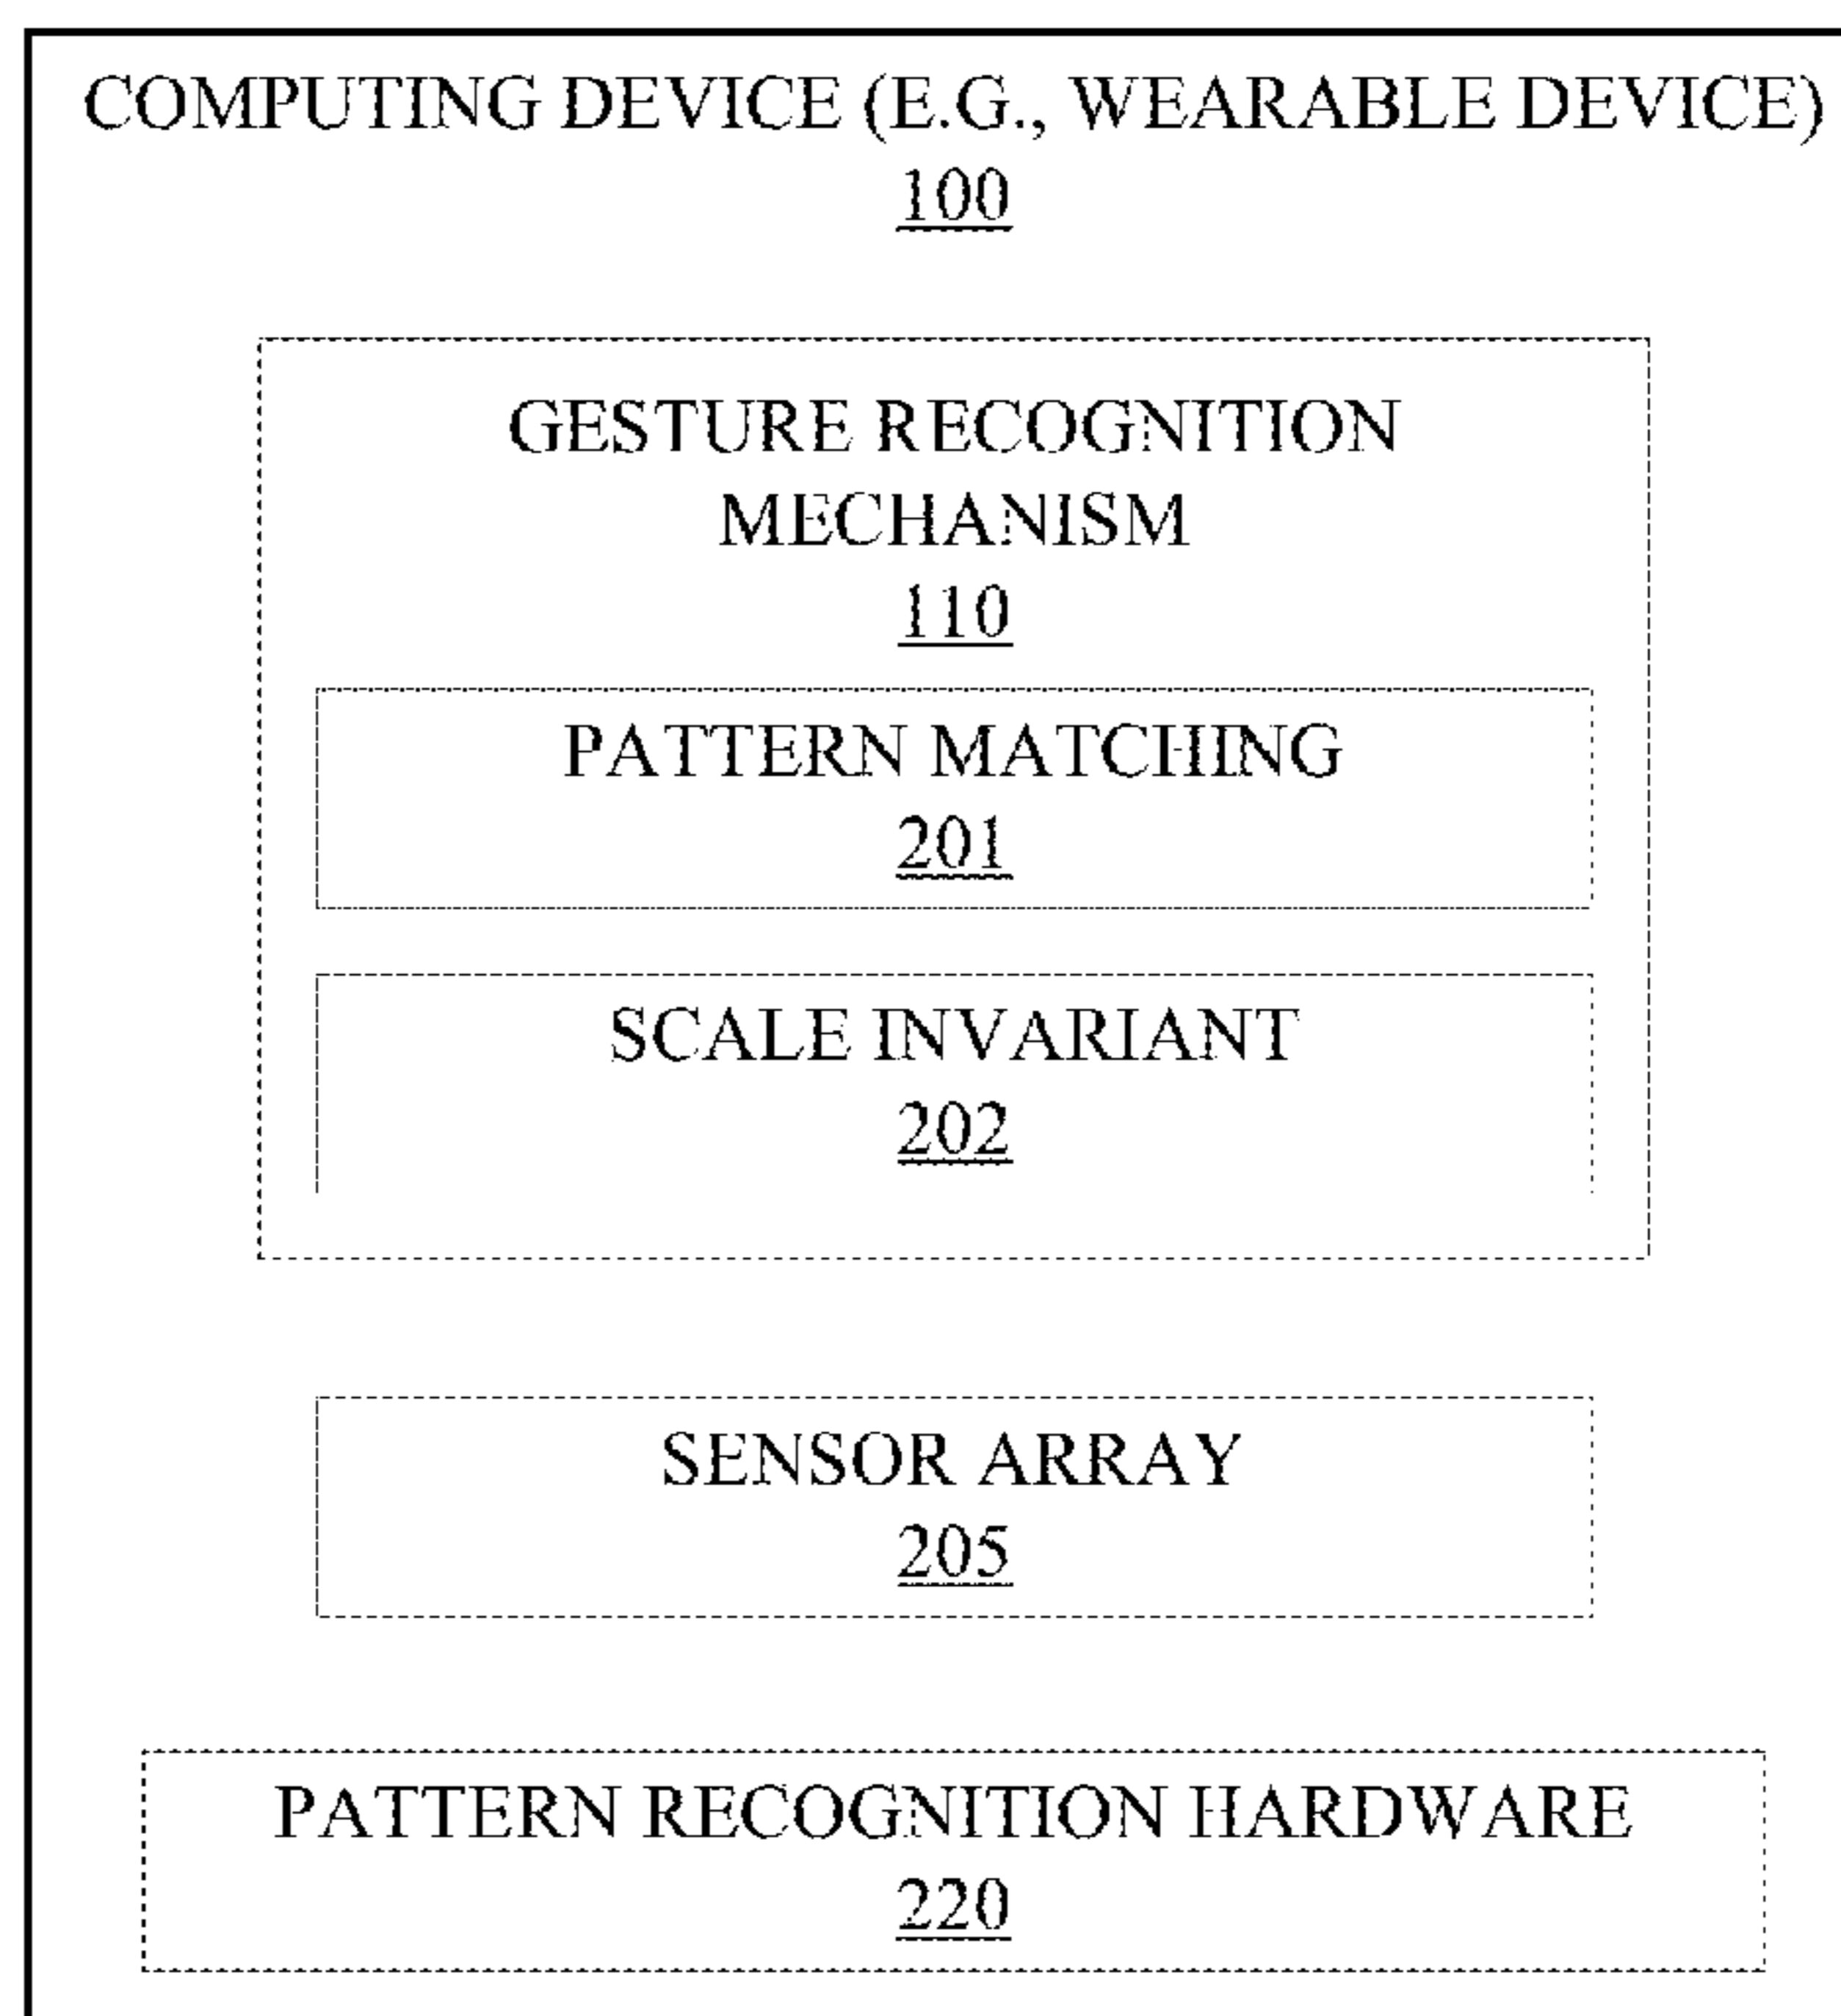 COMPUTING DEVICE (E.G., WEARABLE DEVICE)
100
GESTURE RECOGNITION
MECHANISM
110
PATTERN MATCHING
201
SCALE INVARIANT
202
SENSOR ARRAY
205
PATTERN RECOGNITION HARDWARE
220